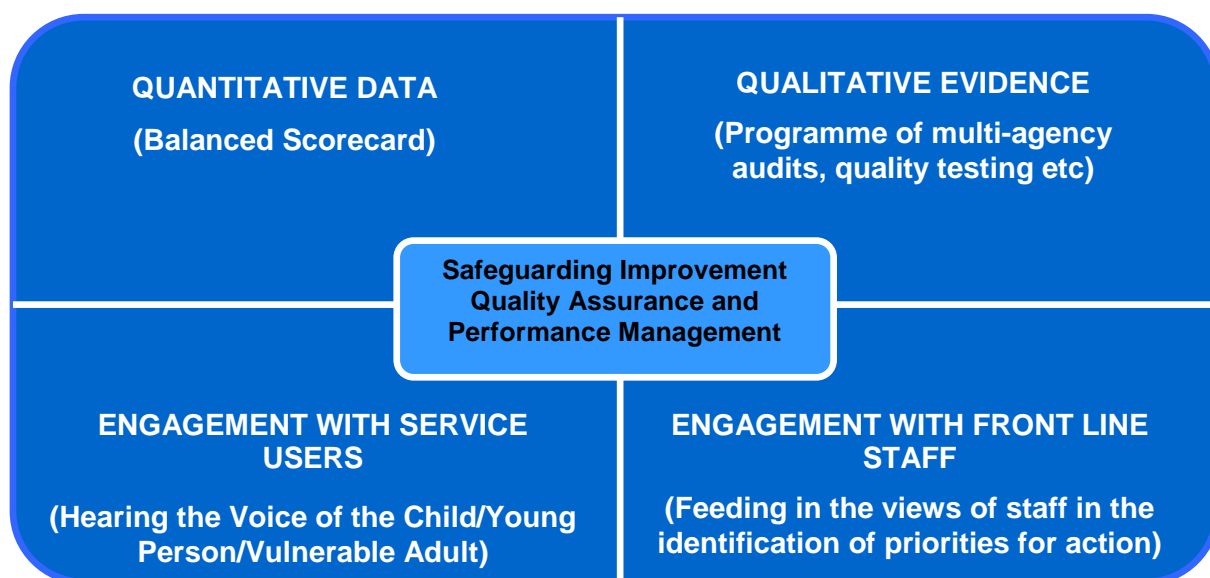 QUANTITATIVE DATA
(Balanced Scorecard)
QUALITATIVE EVIDENCE
(Programme of multi-agency
audits, quality testing etc)
Safeguarding Improvement
Quality Assurance and
Performance Management
ENGAGEMENT WITH SERVICE
USERS
(Hearing the Voice of the Child/Young
Person/Vulnerable Adult)
ENGAGEMENT WITH FRONT LINE
STAFF
(Feeding in the views of staff in the
identification of priorities for action)